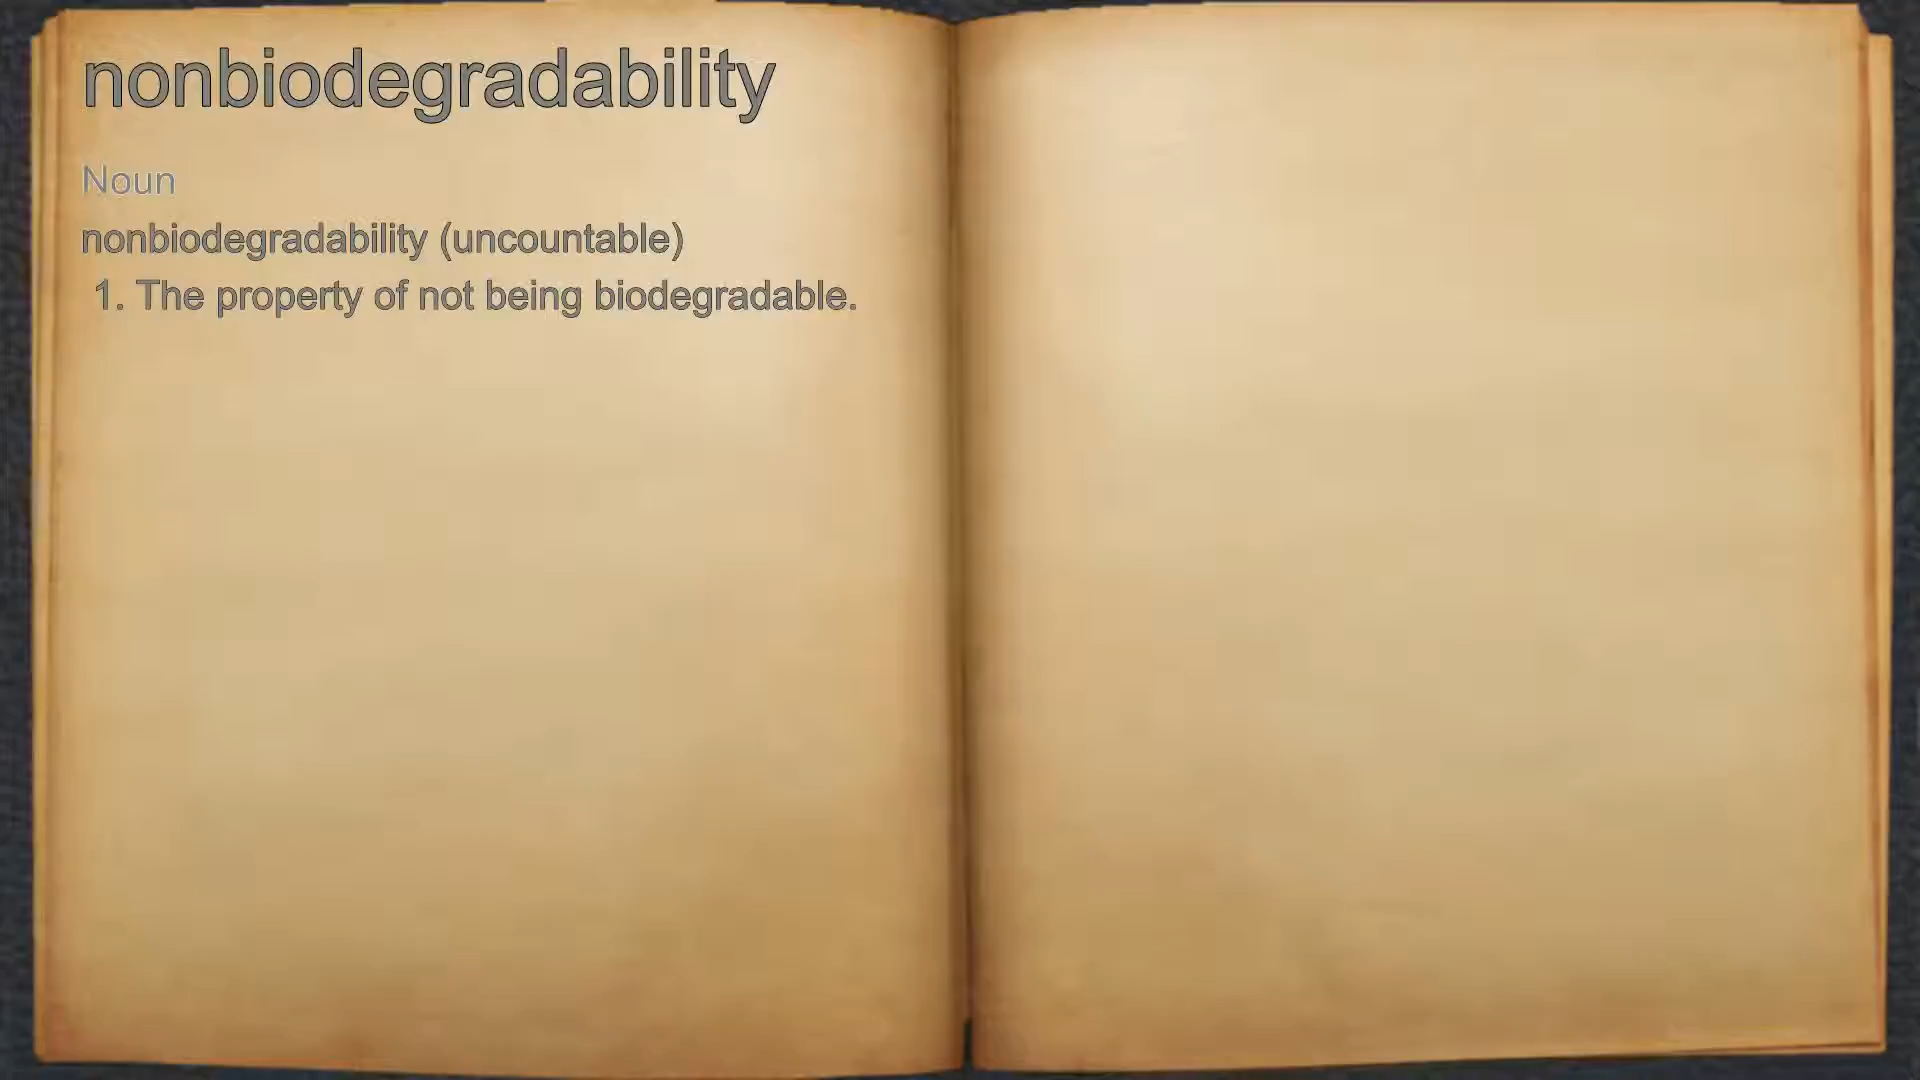 nonbiodegradability
Noun
nonbiodegradability (uncountable)
1. The property of not being biodegradable.